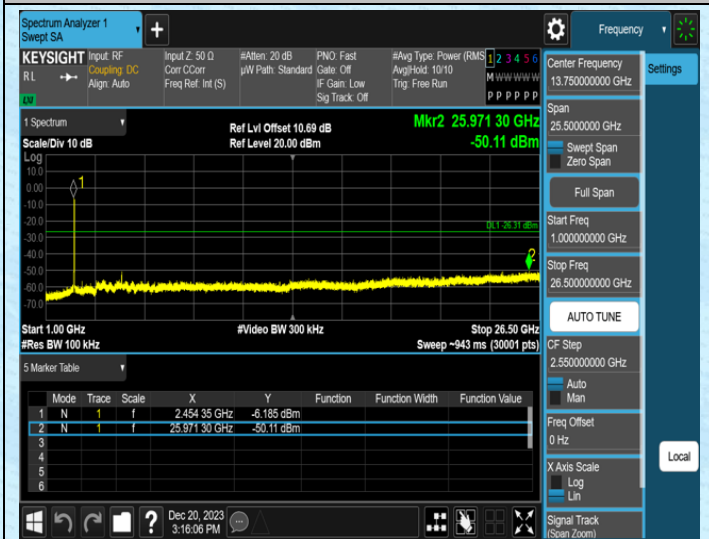 Spectrum Analyzer 1
Swept SA
Frequency
KEYSIGHT
RL
LXI
Input: RF
Coupling: DC
Align: Auto
Input Z: 50 Ω
Corr CCorr
Freq Ref: Int (S)
#Atten: 20 dB
µW Path: Standard
PNO: Fast
Gate: Off
IF Gain: Low
Sig Track: Off
#Avg Type: Power (RMS
Avg|Hold: 10/10
Trig: Free Run
1 2 3 4 5 6
M W W W W W
P P P P P P
1 Spectrum
Scale/Div 10 dB
Log
Ref Lvl Offset 10.69 dB
Ref Level 20.00 dBm
Mkr2 25.971 30 GHz
-50.11 dBm
10.0
0.00
-10.0
-20.0
-30.0
-40.0
-50.0
-60.0
-70.0
1
DL1 -26.31 dBm
2
Start 1.00 GHz
#Video BW 300 kHz
Stop 26.50 GHz
#Res BW 100 kHz
Sweep ~943 ms (30001 pts)
5 Marker Table
Mode Trace Scale X Y Function Function Width Function Value
1 N 1 f 2.454 35 GHz -6.185 dBm
2 N 1 f 25.971 30 GHz -50.11 dBm
3
4
5
6
Dec 20, 2023
3:16:06 PM
Center Frequency
13.750000000 GHz
Settings
Span
25.5000000 GHz
Swept Span
Zero Span
Full Span
Start Freq
1.000000000 GHz
Stop Freq
26.500000000 GHz
AUTO TUNE
CF Step
2.550000000 GHz
Auto
Man
Freq Offset
0 Hz
Local
X Axis Scale
Log
Lin
Signal Track
(Span Zoom)